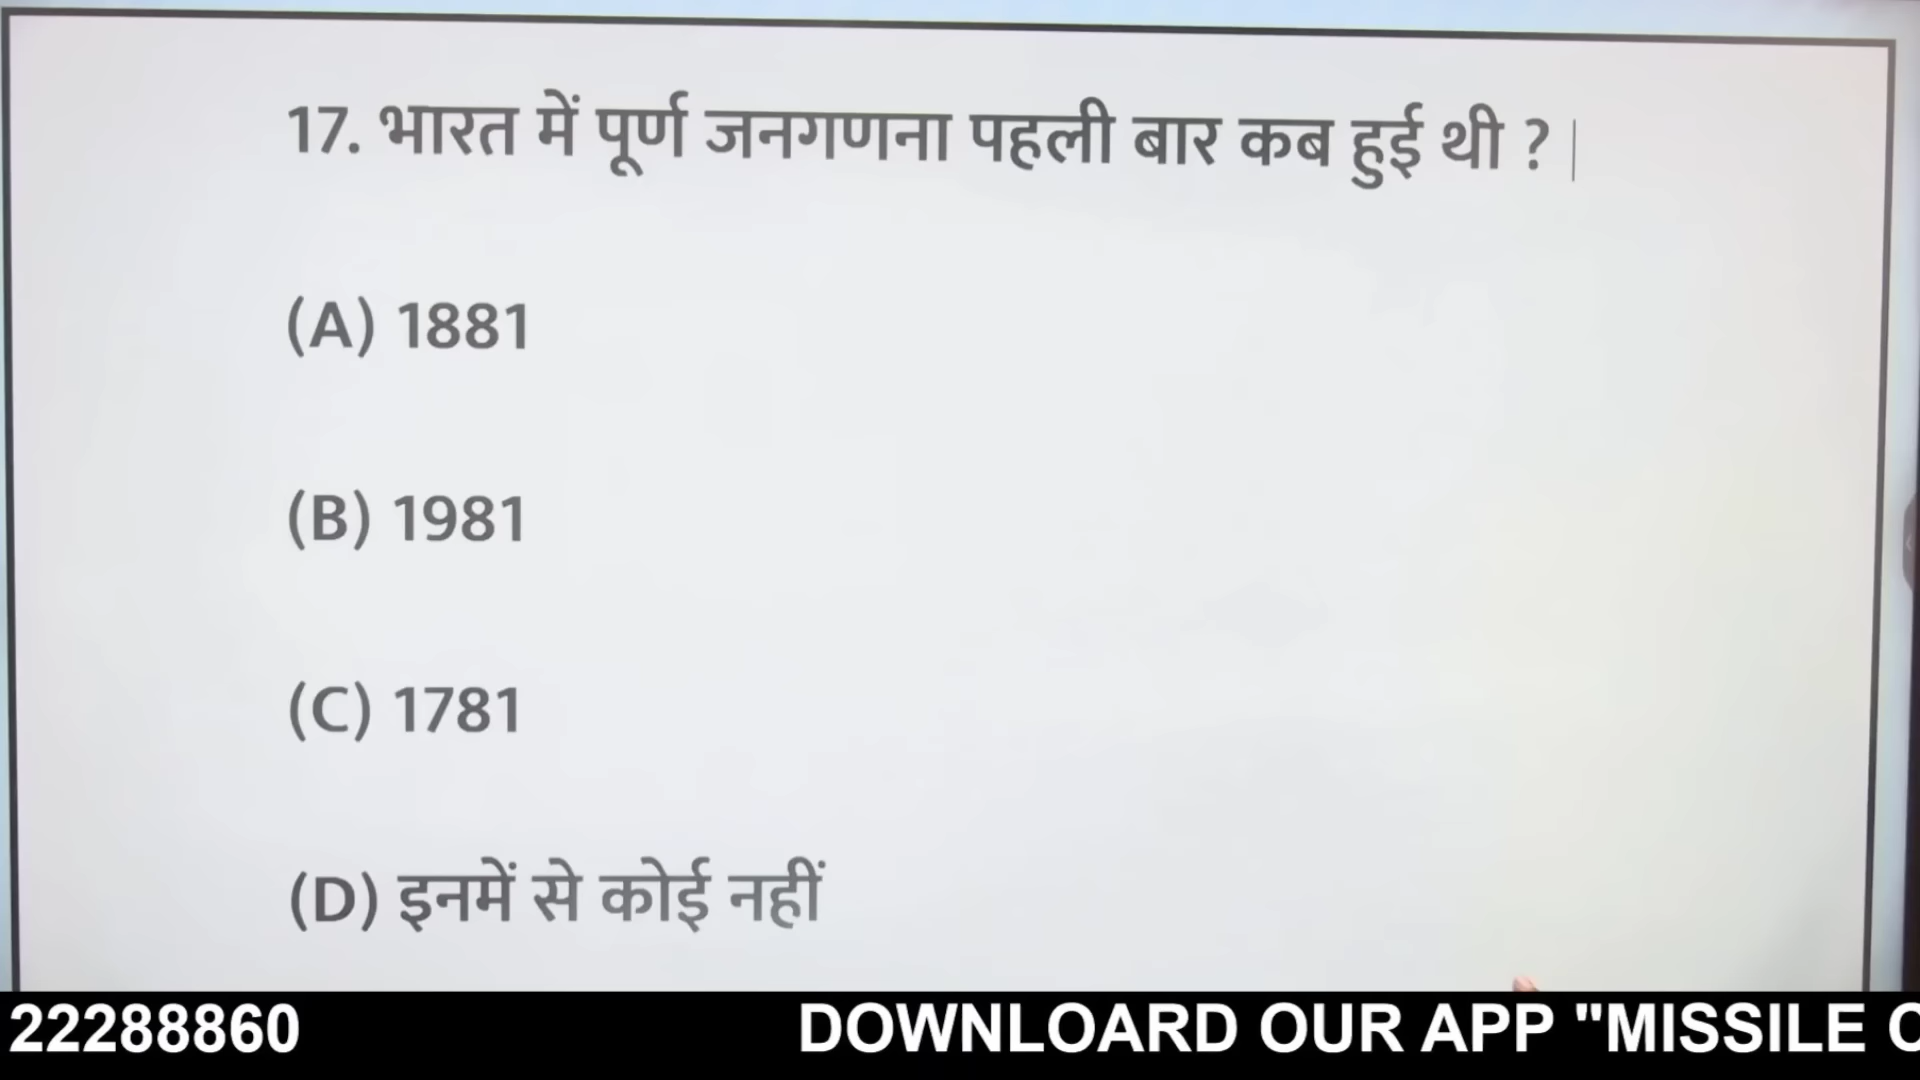 17. भारत में पूर्ण जनगणना पहली बार कब हुई थी ?
(A) 1881
(B) 1981
(C) 1781
(D) इनमें से कोई नहीं
22288860 DOWNLOARD OUR APP "MISSILE C